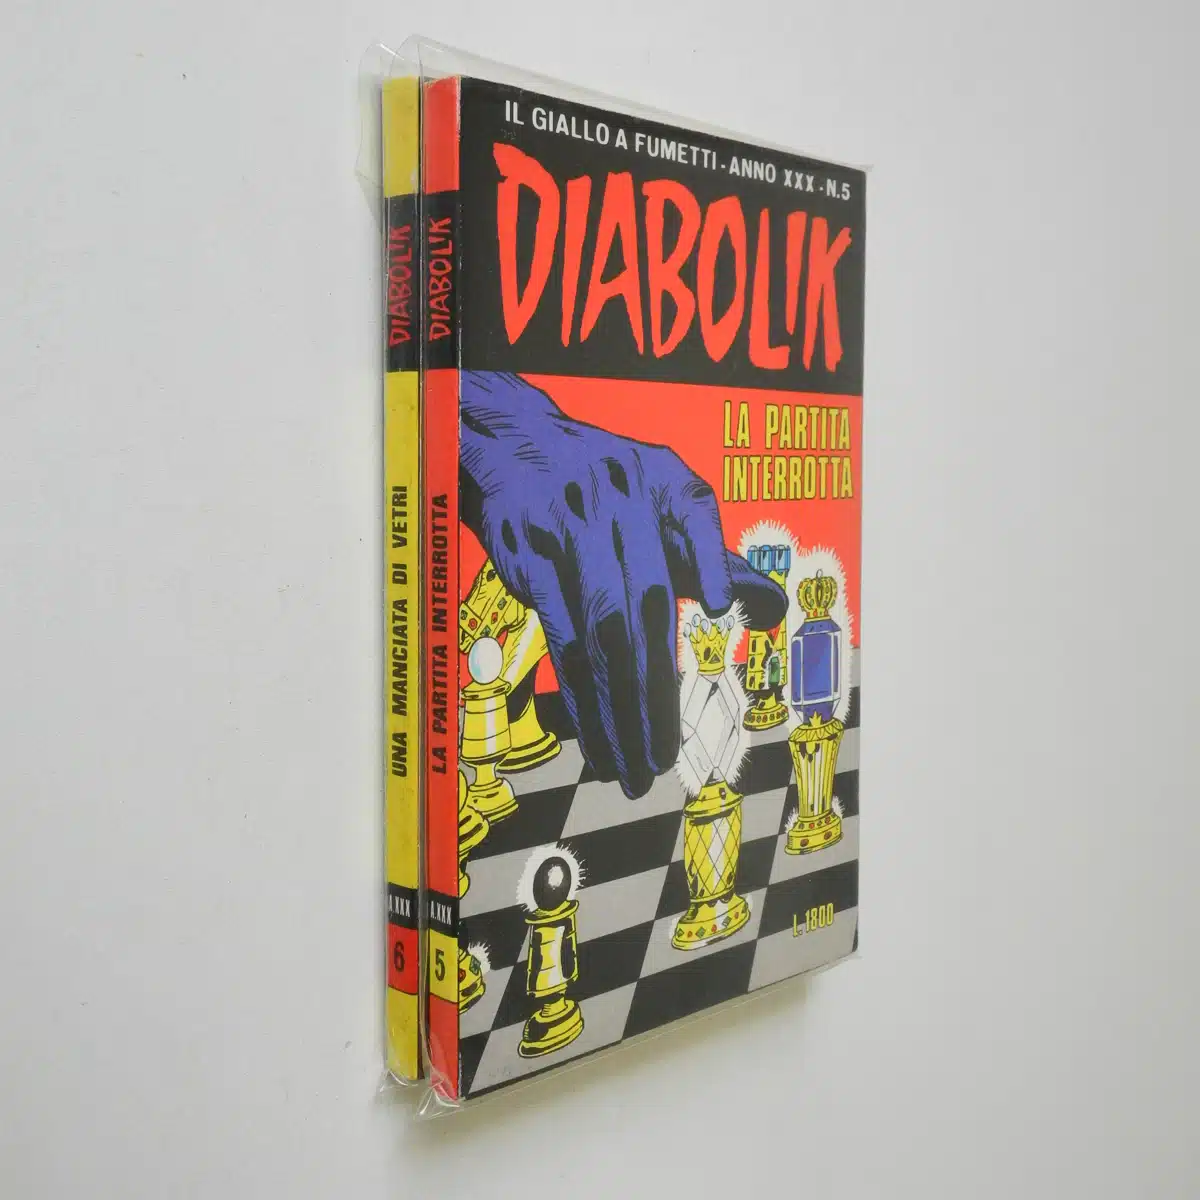 IL GIALLO A FUMETTI - ANNO XXX - N.5
DIABOLIK
LA PARTITA
INTERROTTA
L. 1800
DIABOLIK
LA PARTITA INTERROTTA
A.XXX
5
DIABOLIK
UNA MANCIATA DI VETRI
A.XXX
6